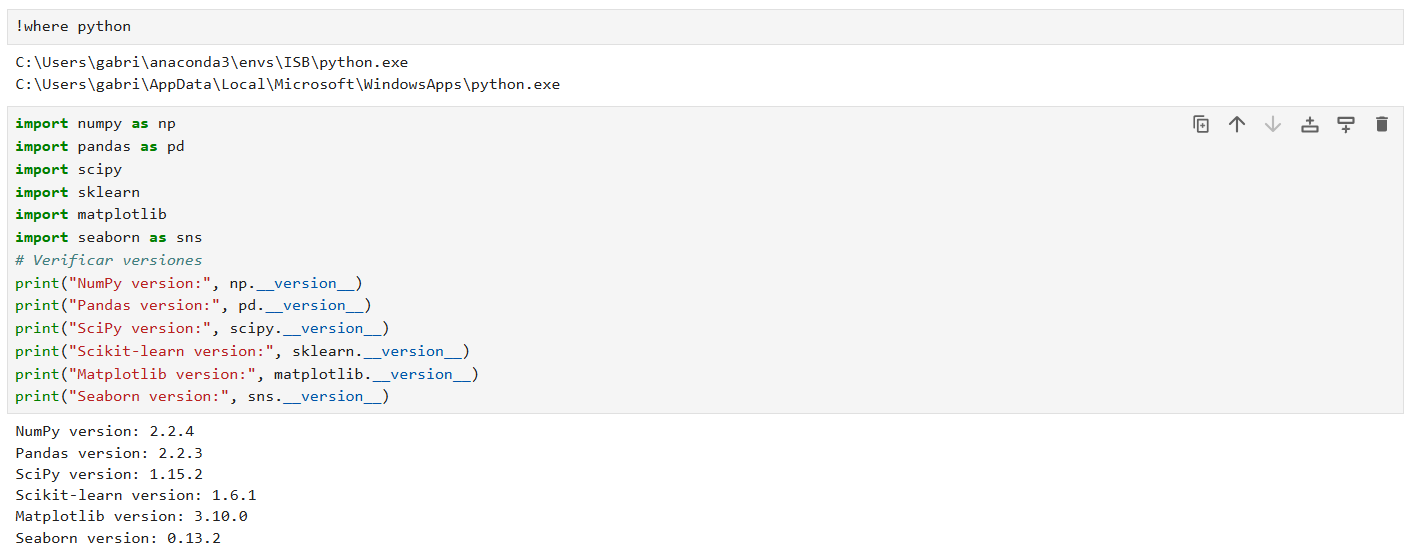 !where python
C:\Users\gabri\anaconda3\envs\ISB\python.exe
C:\Users\gabri\AppData\Local\Microsoft\WindowsApps\python.exe
import numpy as np
import pandas as pd
import scipy
import sklearn
import matplotlib
import seaborn as sns
# Verificar versiones
print("NumPy version:", np.__version__)
print("Pandas version:", pd.__version__)
print("SciPy version:", scipy.__version__)
print("Scikit-learn version:", sklearn.__version__)
print("Matplotlib version:", matplotlib.__version__)
print("Seaborn version:", sns.__version__)
NumPy version: 2.2.4
Pandas version: 2.2.3
SciPy version: 1.15.2
Scikit-learn version: 1.6.1
Matplotlib version: 3.10.0
Seaborn version: 0.13.2